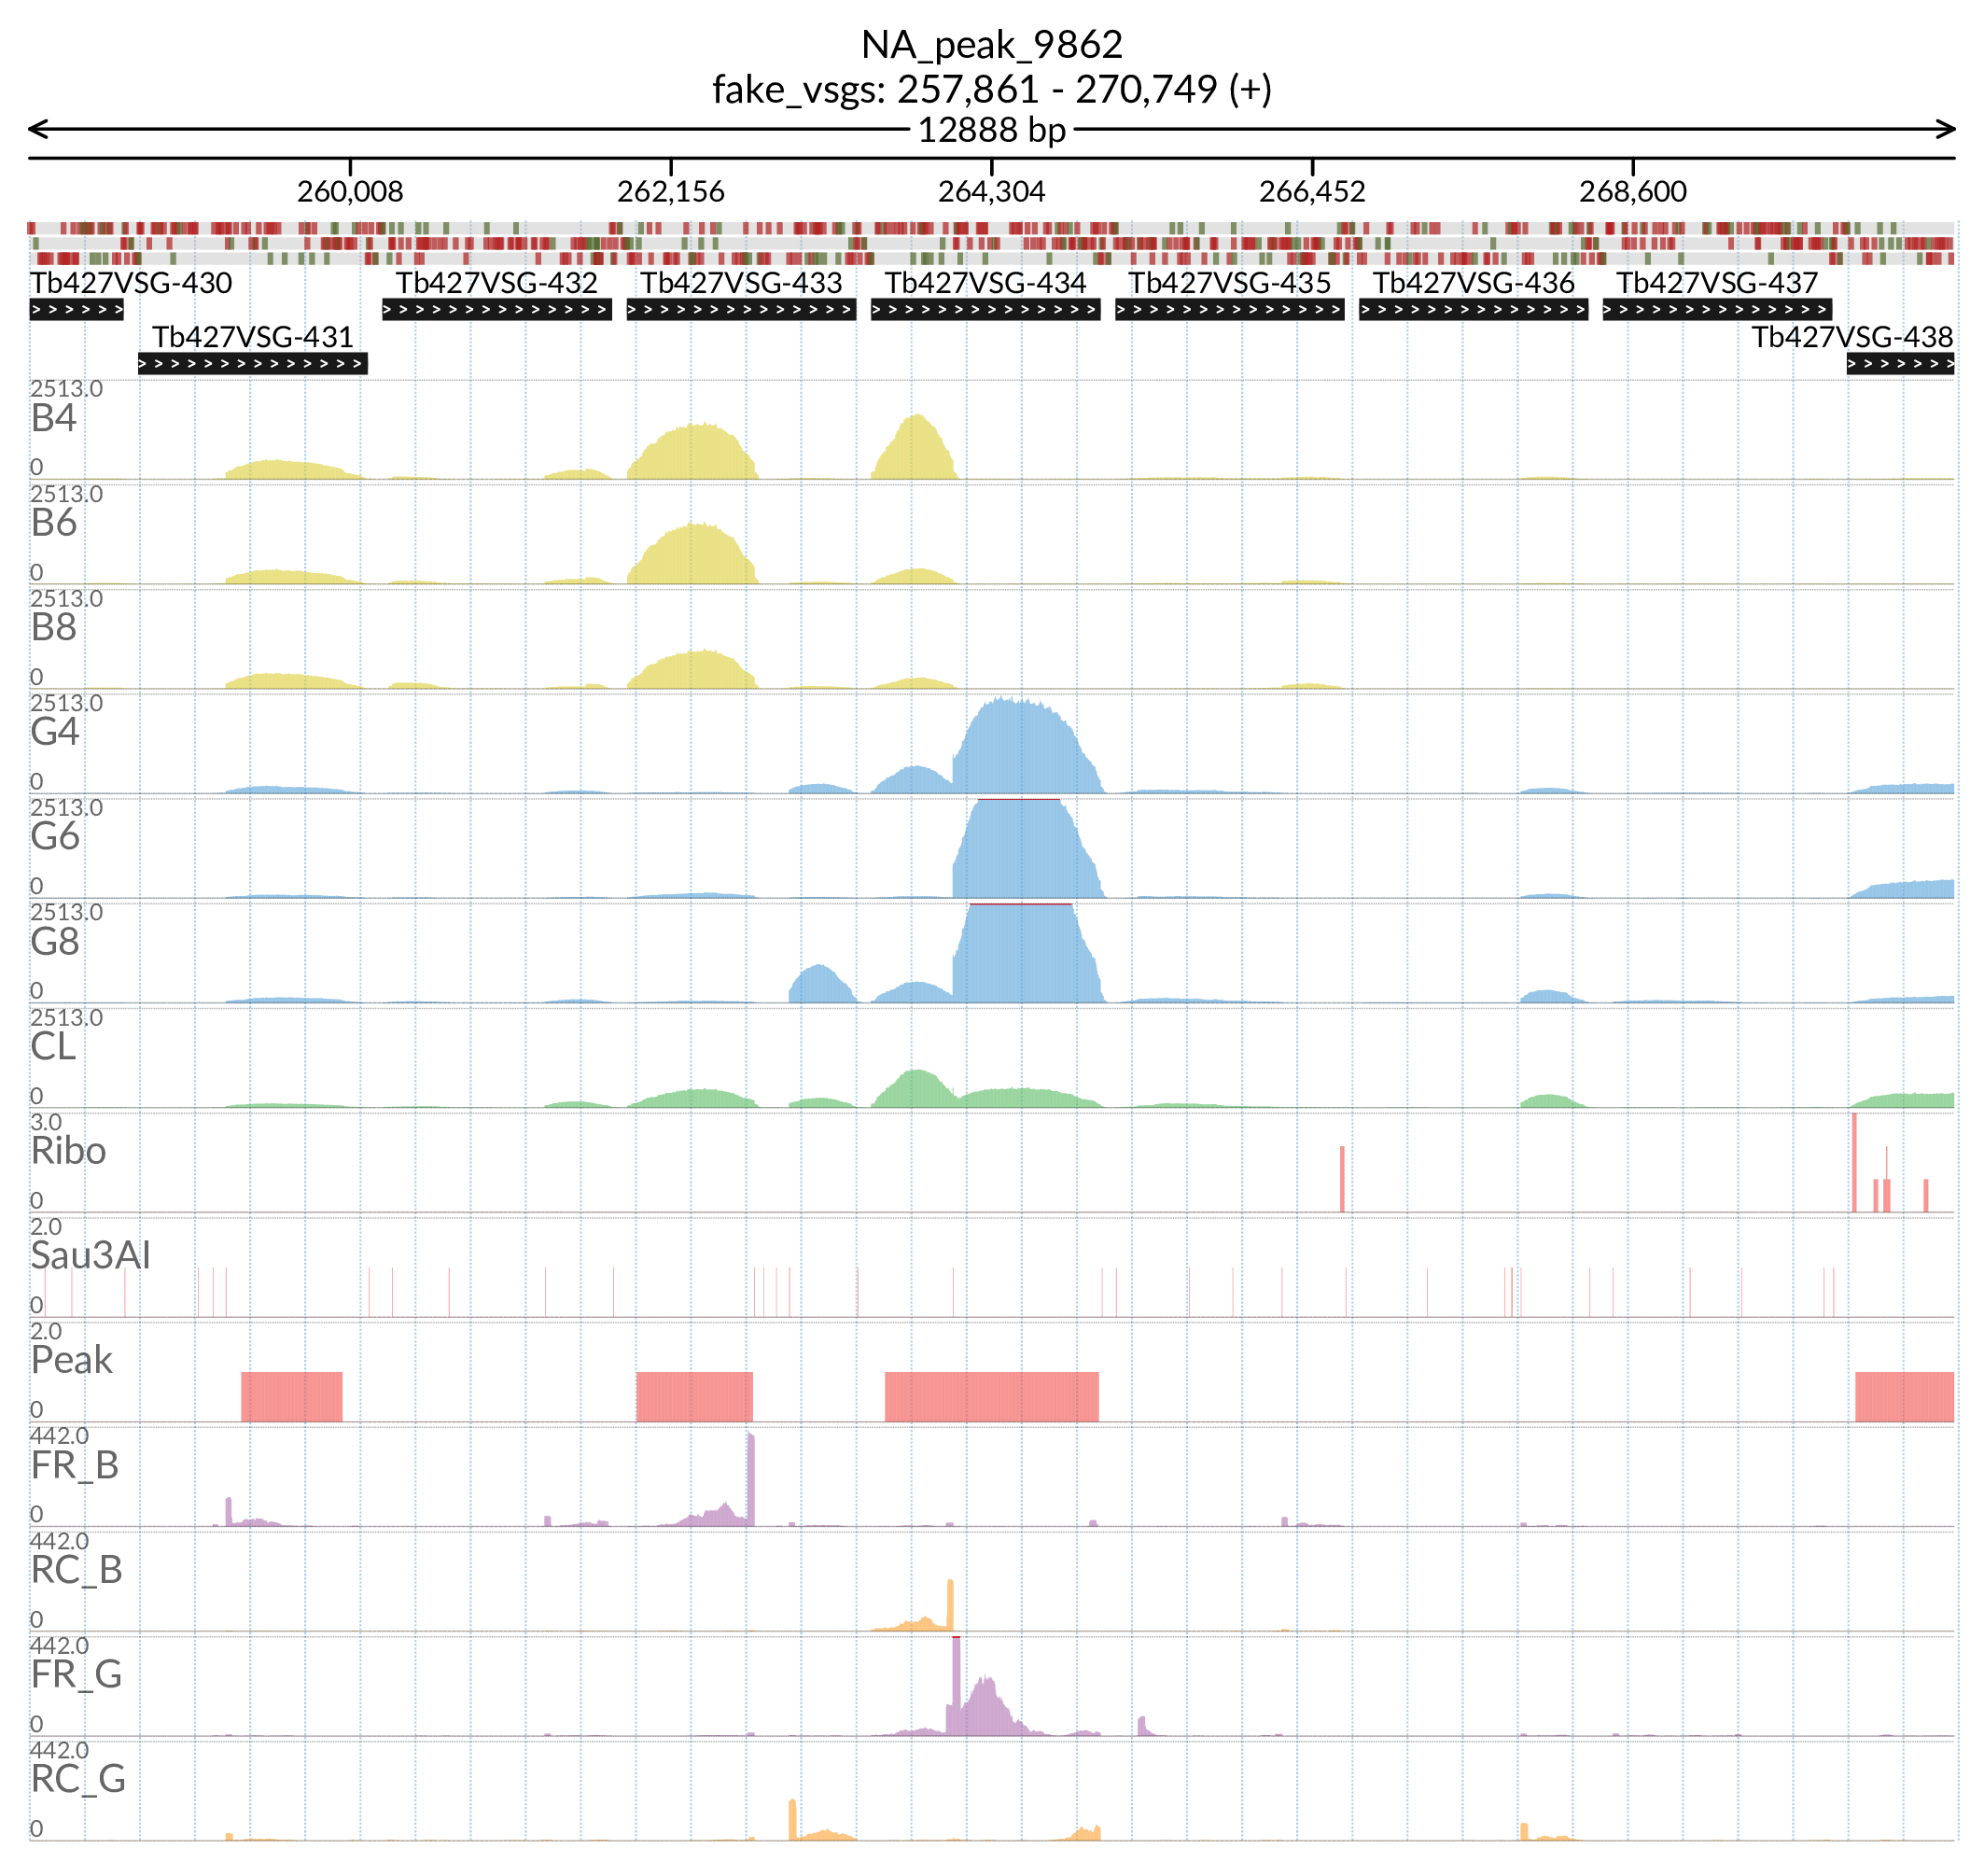 NA_peak_9862
fake_vsgs: 257,861 - 270,749 (+)
12888 bp
260,008 262,156 264,304 266,452 268,600
Tb427VSG-430 Tb427VSG-432 Tb427VSG-433 Tb427VSG-434 Tb427VSG-435 Tb427VSG-436 Tb427VSG-437
Tb427VSG-431 Tb427VSG-438
2513.0
B4
0
2513.0
B6
0
2513.0
B8
0
2513.0
G4
0
2513.0
G6
0
2513.0
G8
0
2513.0
CL
0
3.0
Ribo
0
2.0
Sau3AI
0
2.0
Peak
0
442.0
FR_B
0
442.0
RC_B
0
442.0
FR_G
0
442.0
RC_G
0